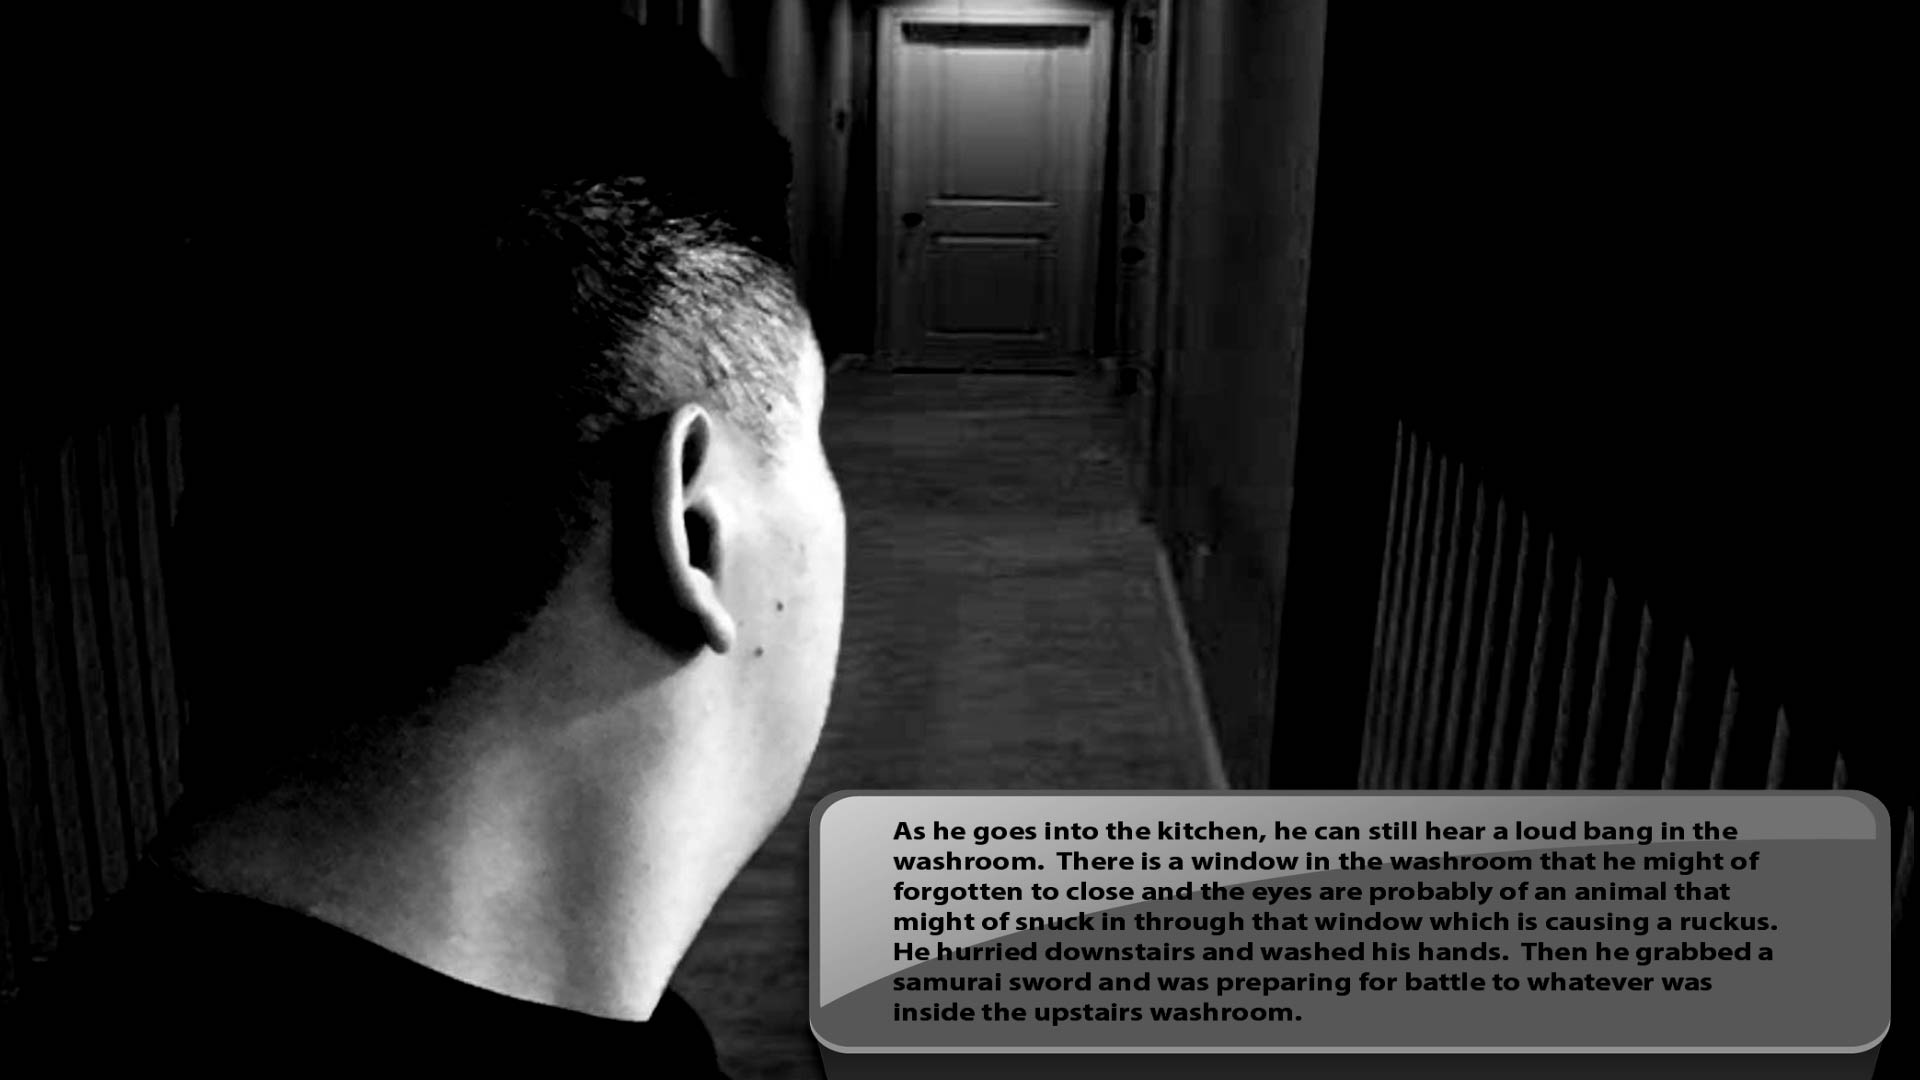 As he goes into the kitchen, he can still hear a loud bang in the
washroom.  There is a window in the washroom that he might of
forgotten to close and the eyes are probably of an animal that
might of snuck in through that window which is causing a ruckus.
He hurried downstairs and washed his hands.  Then he grabbed a
samurai sword and was preparing for battle to whatever was
inside the upstairs washroom.